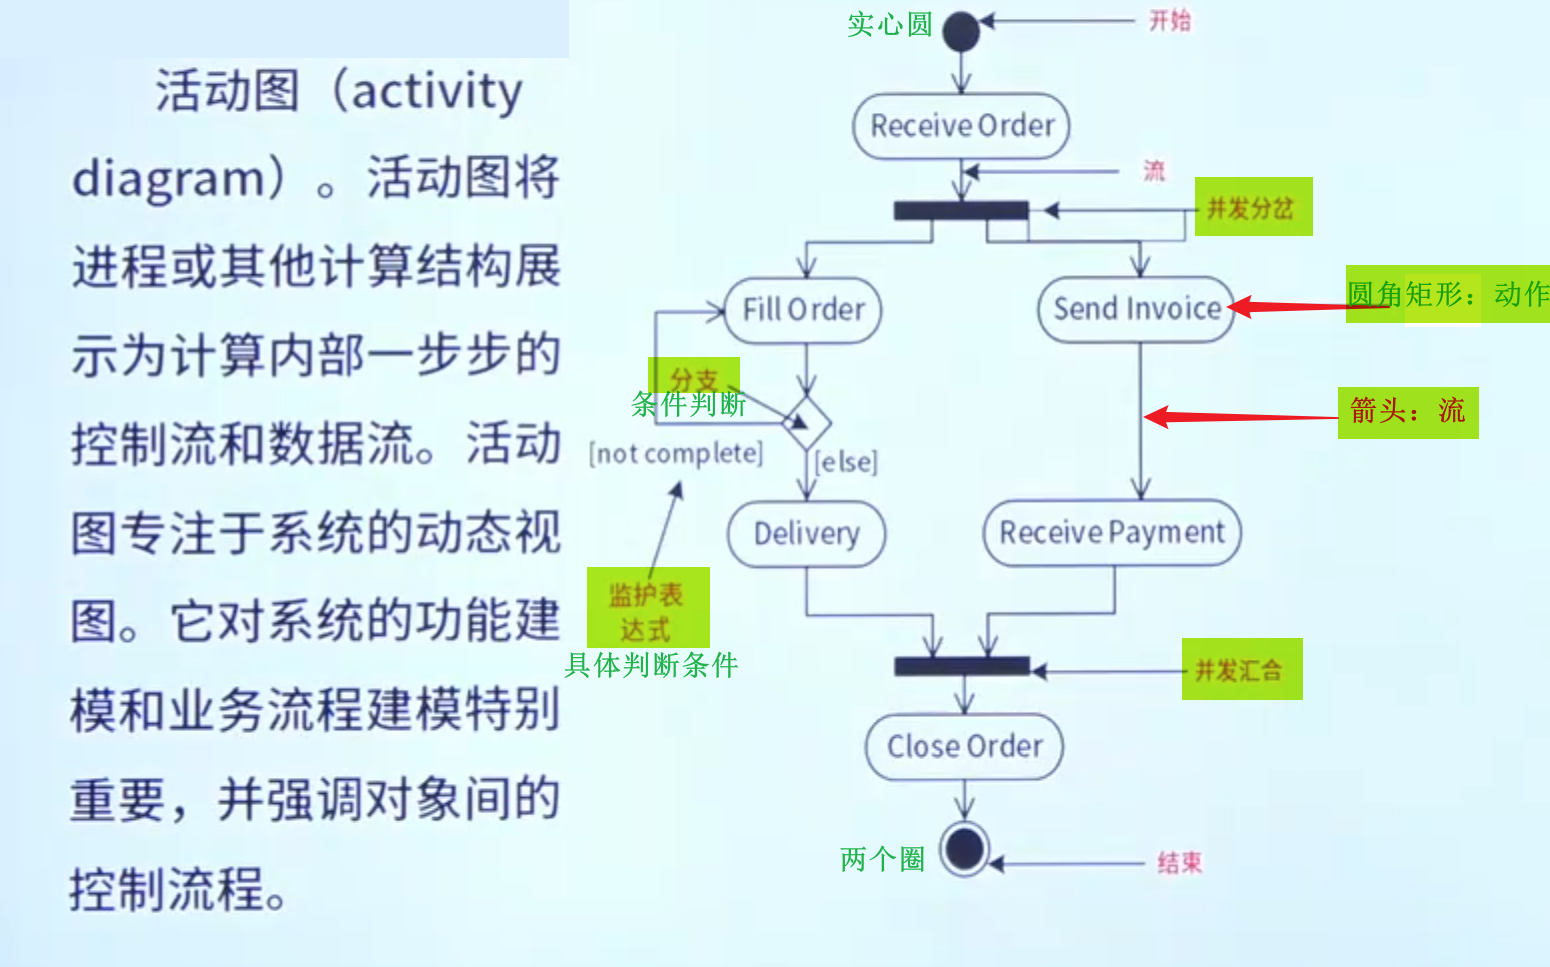 活动图（activity
diagram）。活动图将
进程或其他计算结构展
示为计算内部一步步的
控制流和数据流。活动
图专注于系统的动态视
图。它对系统的功能建
模和业务流程建模特别
重要，并强调对象间的
控制流程。
实心圆
开始
Receive Order
流
并发分岔
Fill Order
Send Invoice
圆角矩形：动作
分支
条件判断
箭头：流
[not complete]
[else]
Delivery
Receive Payment
监护表
达式
具体判断条件
并发汇合
Close Order
两个圈
结束